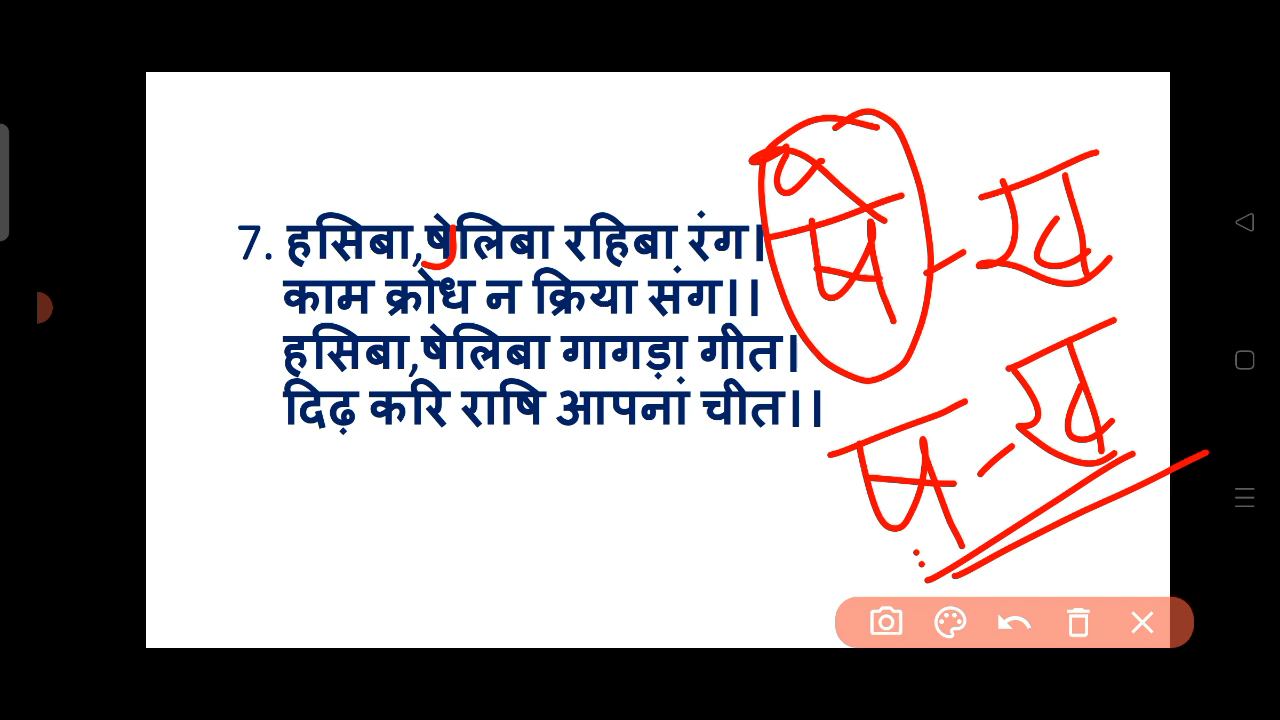 7. हसिबा,षेलिबा रहिबा रंग।
काम क्रोध न क्रिया संग।।
हसिबा,षेलिबा गागड़ा गीत।
दिढ़ करि राषि आपनां चीत।।
ष - ख
ष - ख